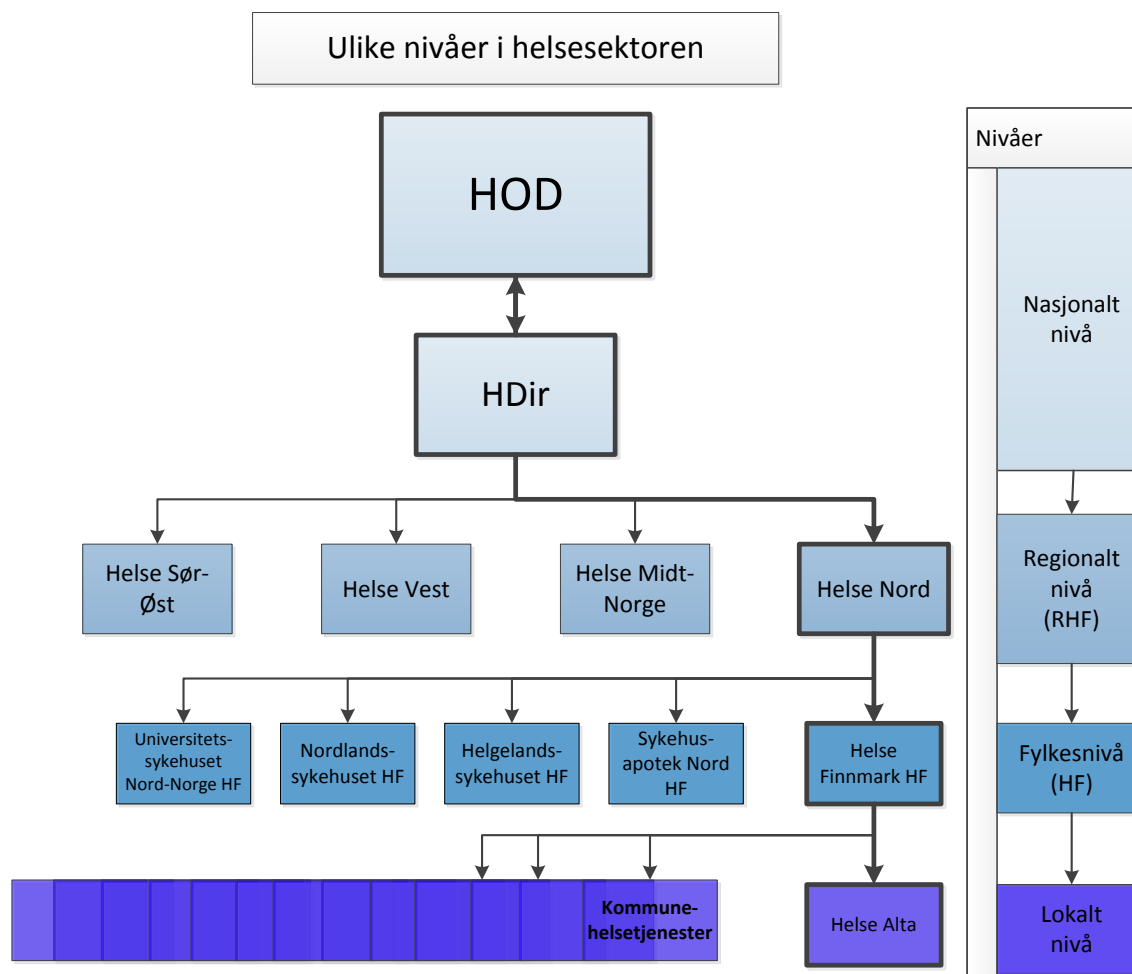 Ulike nivåer i helsesektoren
HOD
HDir
Helse Sør-
Øst
Helse Vest
Helse Midt-
Norge
Helse Nord
Universitets-
sykehuset
Nord-Norge HF
Nordlands-
sykehuset HF
Helgelands-
sykehuset HF
Sykehus-
apotek Nord
HF
Helse
Finnmark HF
Kommune-
helsetjenester
Helse Alta
Nivåer
Nasjonalt
nivå
Regionalt
nivå
(RHF)
Fylkesnivå
(HF)
Lokalt
nivå